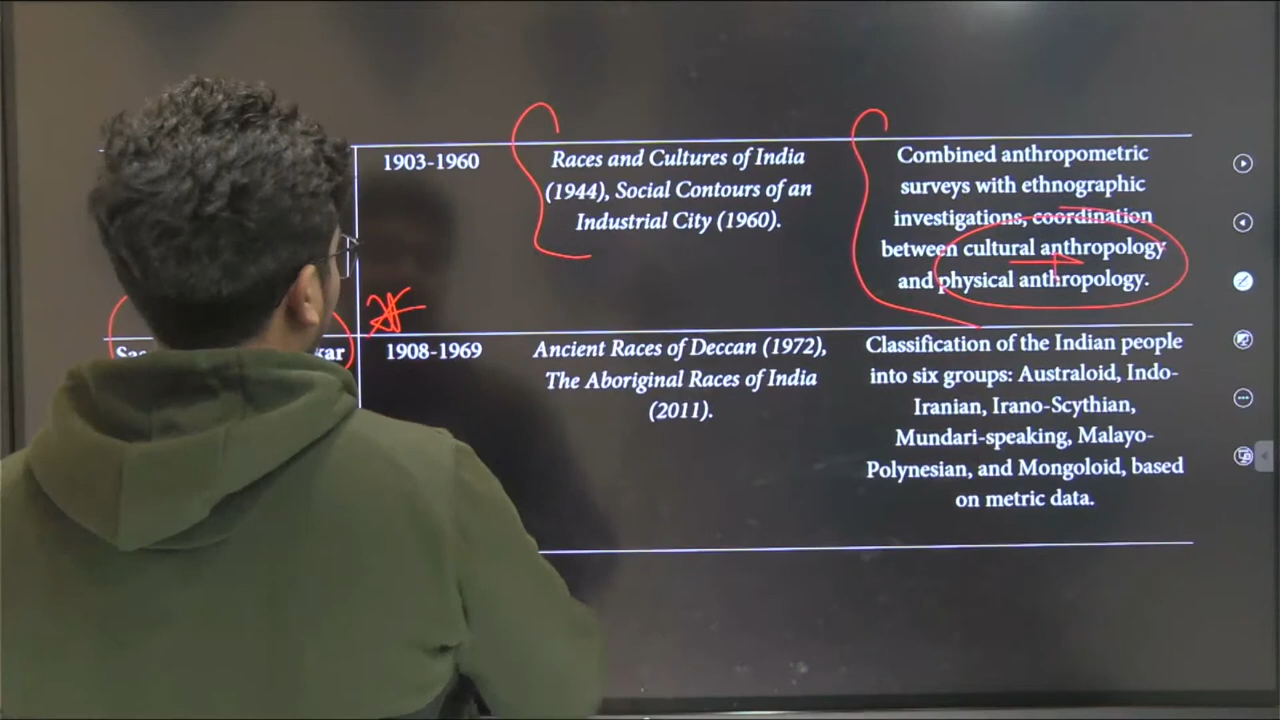 1903-1960
Races and Cultures of India
(1944), Social Contours of an
Industrial City (1960).
Combined anthropometric
surveys with ethnographic
investigations, coordination
between cultural anthropology
and physical anthropology.
kar
1908-1969
Ancient Races of Deccan (1972),
The Aboriginal Races of India
(2011).
Classification of the Indian people
into six groups: Australoid, Indo-
Iranian, Irano-Scythian,
Mundari-speaking, Malayo-
Polynesian, and Mongoloid, based
on metric data.